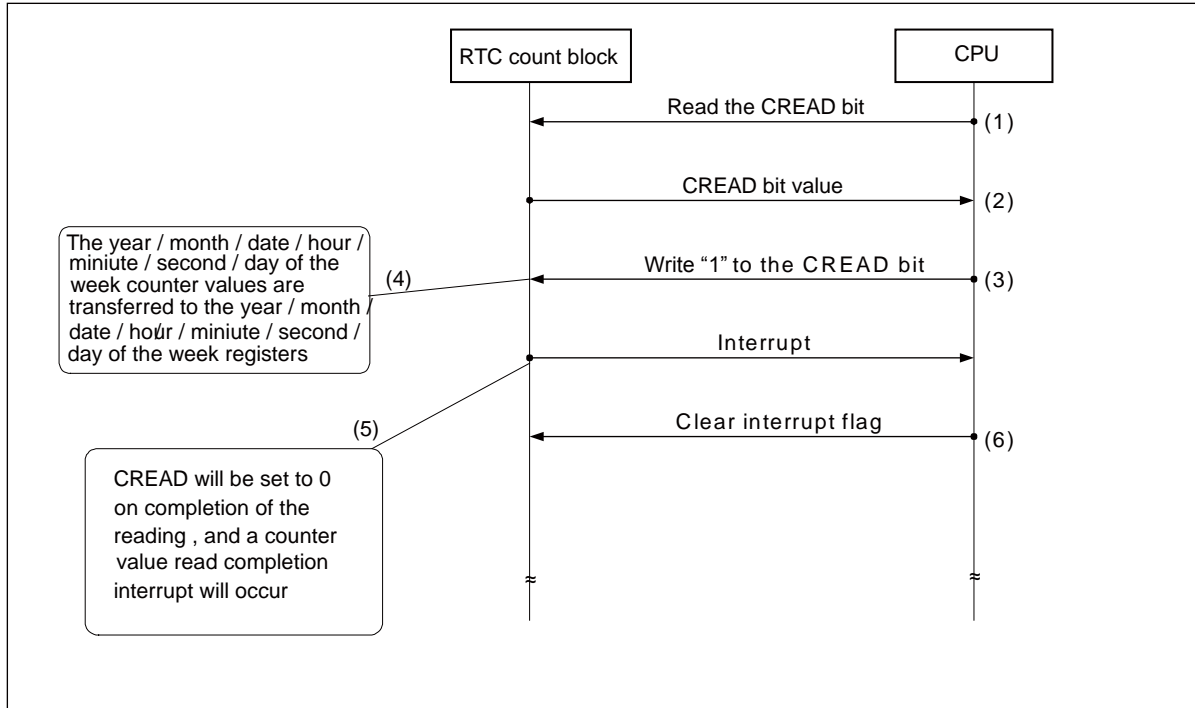 RTC count block
CPU
Read the CREAD bit
(1)
CREAD bit value
(2)
The year / month / date / hour /
miniute / second / day of the
week counter values are
transferred to the year / month /
date / hour / miniute / second /
day of the week registers
(4)
Write “1” to the CREAD bit
(3)
Interrupt
(5)
Clear interrupt flag
(6)
CREAD will be set to 0
on completion of the
reading , and a counter
value read completion
interrupt will occur
≈
≈